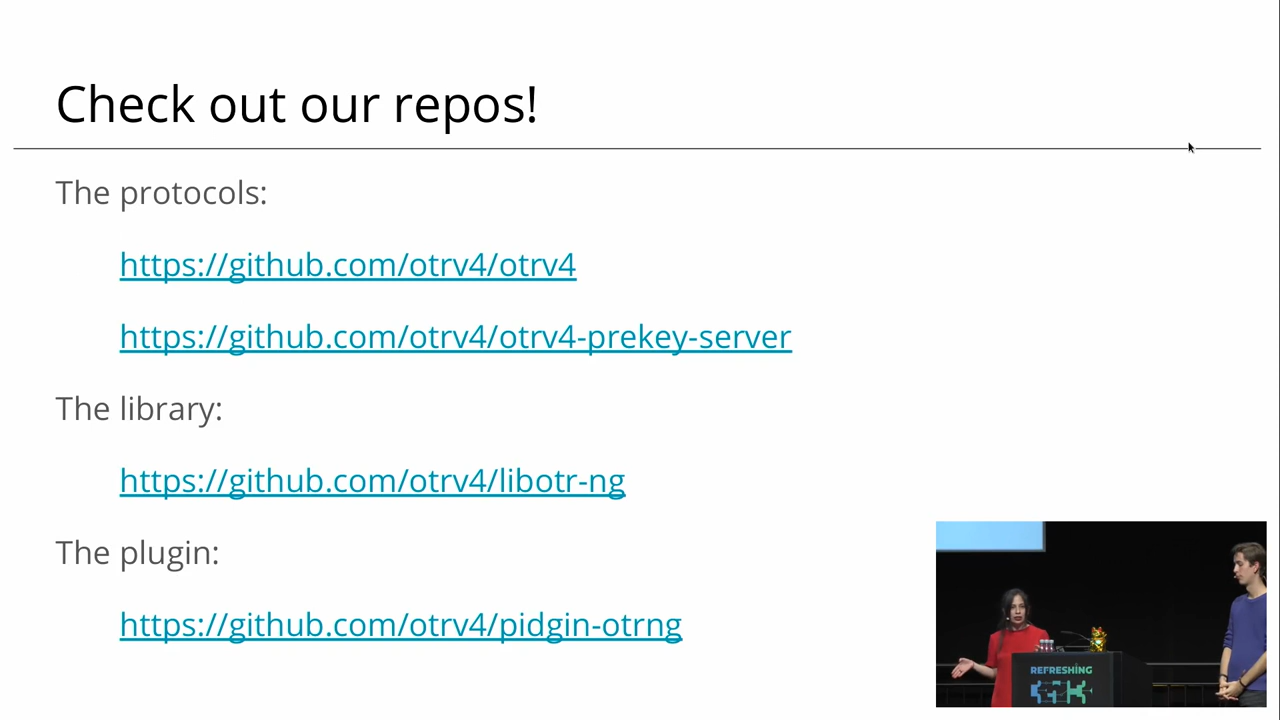 Check out our repos!
The protocols:
https://github.com/otrv4/otrv4
https://github.com/otrv4/otrv4-prekey-server
The library:
https://github.com/otrv4/libotr-ng
The plugin:
https://github.com/otrv4/pidgin-otrng
REFRESHING